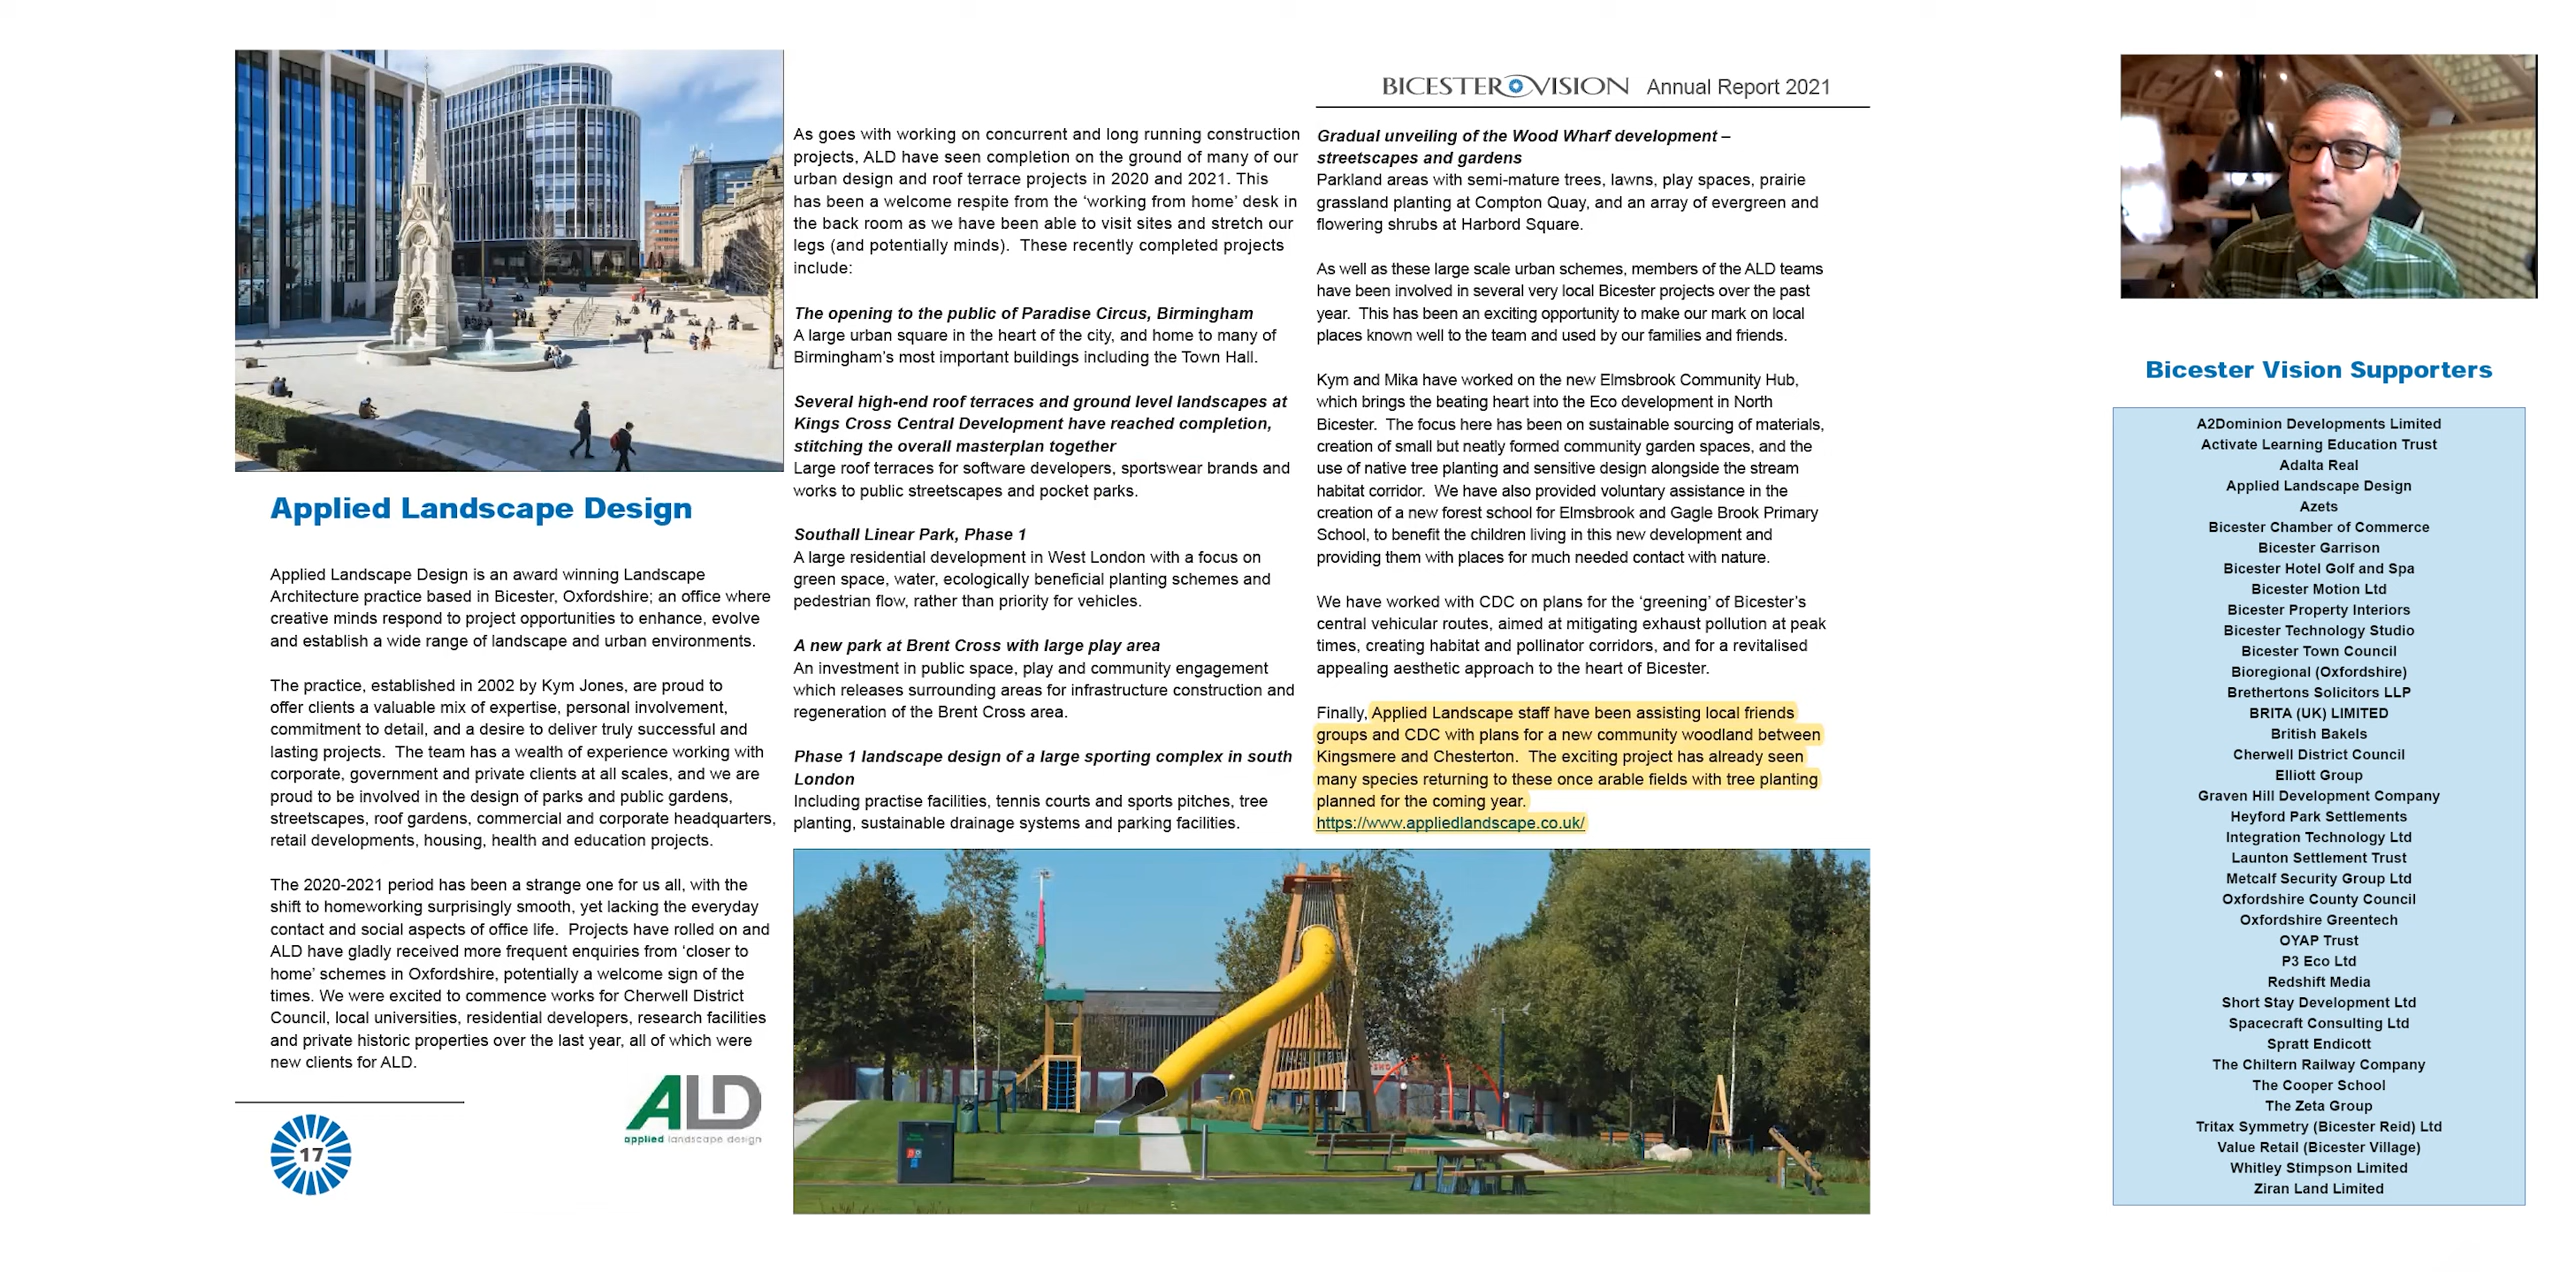 Applied Landscape Design
Applied Landscape Design is an award winning Landscape
Architecture practice based in Bicester, Oxfordshire; an office where
creative minds respond to project opportunities to enhance, evolve
and establish a wide range of landscape and urban environments.
The practice, established in 2002 by Kym Jones, are proud to
offer clients a valuable mix of expertise, personal involvement,
commitment to detail, and a desire to deliver truly successful and
lasting projects. The team has a wealth of experience working with
corporate, government and private clients at all scales, and we are
proud to be involved in the design of parks and public gardens,
streetscapes, roof gardens, commercial and corporate headquarters,
retail developments, housing, health and education projects.
The 2020-2021 period has been a strange one for us all, with the
shift to homeworking surprisingly smooth, yet lacking the everyday
contact and social aspects of office life. Projects have rolled on and
ALD have gladly received more frequent enquiries from ‘closer to
home’ schemes in Oxfordshire, potentially a welcome sign of the
times. We were excited to commence works for Cherwell District
Council, local universities, residential developers, research facilities
and private historic properties over the last year, all of which were
new clients for ALD.
ALD
applied landscape design
17
As goes with working on concurrent and long running construction
projects, ALD have seen completion on the ground of many of our
urban design and roof terrace projects in 2020 and 2021. This
has been a welcome respite from the ‘working from home’ desk in
the back room as we have been able to visit sites and stretch our
legs (and potentially minds). These recently completed projects
include:
The opening to the public of Paradise Circus, Birmingham
A large urban square in the heart of the city, and home to many of
Birmingham’s most important buildings including the Town Hall.
Several high-end roof terraces and ground level landscapes at
Kings Cross Central Development have reached completion,
stitching the overall masterplan together
Large roof terraces for software developers, sportswear brands and
works to public streetscapes and pocket parks.
Southall Linear Park, Phase 1
A large residential development in West London with a focus on
green space, water, ecologically beneficial planting schemes and
pedestrian flow, rather than priority for vehicles.
A new park at Brent Cross with large play area
An investment in public space, play and community engagement
which releases surrounding areas for infrastructure construction and
regeneration of the Brent Cross area.
Phase 1 landscape design of a large sporting complex in south
London
Including practise facilities, tennis courts and sports pitches, tree
planting, sustainable drainage systems and parking facilities.
BICESTER VISION Annual Report 2021
Gradual unveiling of the Wood Wharf development –
streetscapes and gardens
Parkland areas with semi-mature trees, lawns, play spaces, prairie
grassland planting at Compton Quay, and an array of evergreen and
flowering shrubs at Harbord Square.
As well as these large scale urban schemes, members of the ALD teams
have been involved in several very local Bicester projects over the past
year. This has been an exciting opportunity to make our mark on local
places known well to the team and used by our families and friends.
Kym and Mika have worked on the new Elmsbrook Community Hub,
which brings the beating heart into the Eco development in North
Bicester. The focus here has been on sustainable sourcing of materials,
creation of small but neatly formed community garden spaces, and the
use of native tree planting and sensitive design alongside the stream
habitat corridor. We have also provided voluntary assistance in the
creation of a new forest school for Elmsbrook and Gagle Brook Primary
School, to benefit the children living in this new development and
providing them with places for much needed contact with nature.
We have worked with CDC on plans for the ‘greening’ of Bicester’s
central vehicular routes, aimed at mitigating exhaust pollution at peak
times, creating habitat and pollinator corridors, and for a revitalised
appealing aesthetic approach to the heart of Bicester.
Finally, Applied Landscape staff have been assisting local friends
groups and CDC with plans for a new community woodland between
Kingsmere and Chesterton. The exciting project has already seen
many species returning to these once arable fields with tree planting
planned for the coming year.
https://www.appliedlandscape.co.uk/
Bicester Vision Supporters
A2Dominion Developments Limited
Activate Learning Education Trust
Adalta Real
Applied Landscape Design
Azets
Bicester Chamber of Commerce
Bicester Garrison
Bicester Hotel Golf and Spa
Bicester Motion Ltd
Bicester Property Interiors
Bicester Technology Studio
Bicester Town Council
Bioregional (Oxfordshire)
Brethertons Solicitors LLP
BRITA (UK) LIMITED
British Bakels
Cherwell District Council
Elliott Group
Graven Hill Development Company
Heyford Park Settlements
Integration Technology Ltd
Launton Settlement Trust
Metcalf Security Group Ltd
Oxfordshire County Council
Oxfordshire Greentech
OYAP Trust
P3 Eco Ltd
Redshift Media
Short Stay Development Ltd
Spacecraft Consulting Ltd
Spratt Endicott
The Chiltern Railway Company
The Cooper School
The Zeta Group
Tritax Symmetry (Bicester Reid) Ltd
Value Retail (Bicester Village)
Whitley Stimpson Limited
Ziran Land Limited